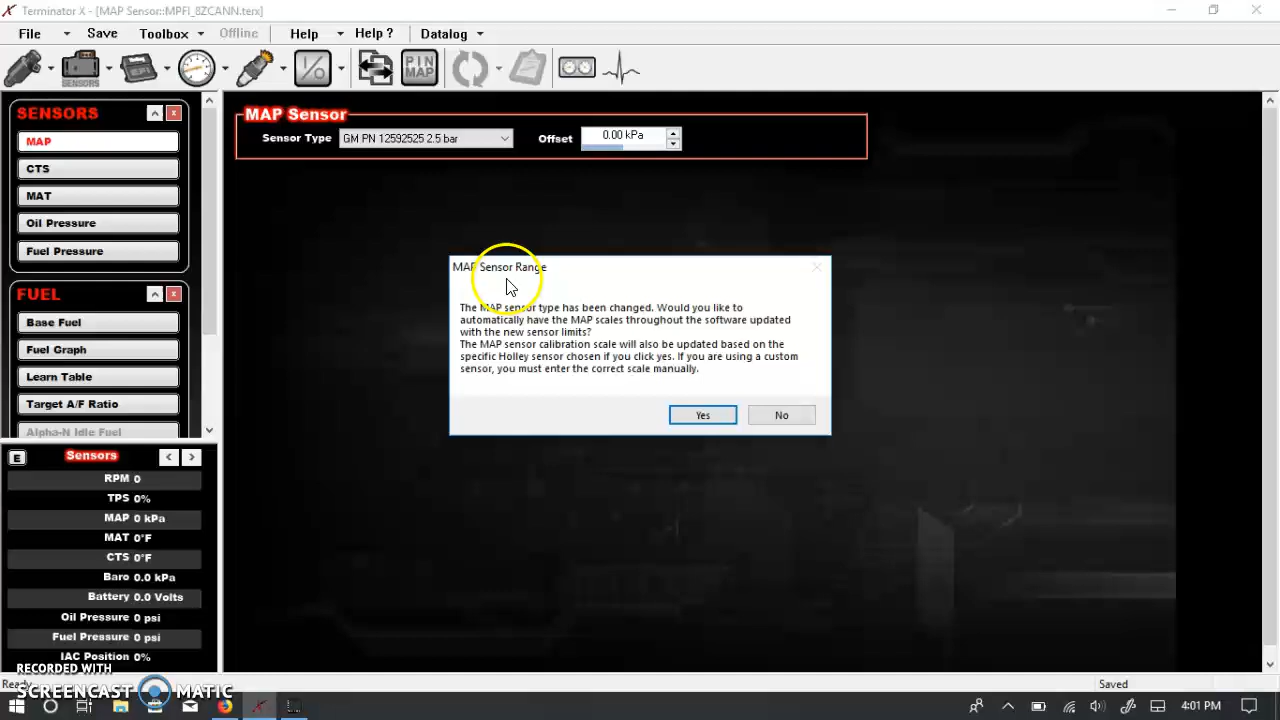 Terminator X - [MAP Sensor::MPFI_8ZCANN.terx]
File Save Toolbox Offline Help Help ? Datalog
SENSORS I/O PIN MAP
SENSORS
MAP
CTS
MAT
Oil Pressure
Fuel Pressure
FUEL
Base Fuel
Fuel Graph
Learn Table
Target A/F Ratio
Alpha-N Idle Fuel
MAP Sensor
Sensor Type GM PN 12592525 2.5 bar Offset 0.00 kPa
MAP Sensor Range
The MAP sensor type has been changed. Would you like to
automatically have the MAP scales throughout the software updated
with the new sensor limits?
The MAP sensor calibration scale will also be updated based on the
specific Holley sensor chosen if you click yes. If you are using a custom
sensor, you must enter the correct scale manually.
Yes No
E Sensors < >
RPM 0
TPS 0%
MAP 0 kPa
MAT 0°F
CTS 0°F
Baro 0.0 kPa
Battery 0.0 Volts
Oil Pressure 0 psi
Fuel Pressure 0 psi
IAC Position 0%
RECORDED WITH
SCREENCAST MATIC
Saved
4:01 PM